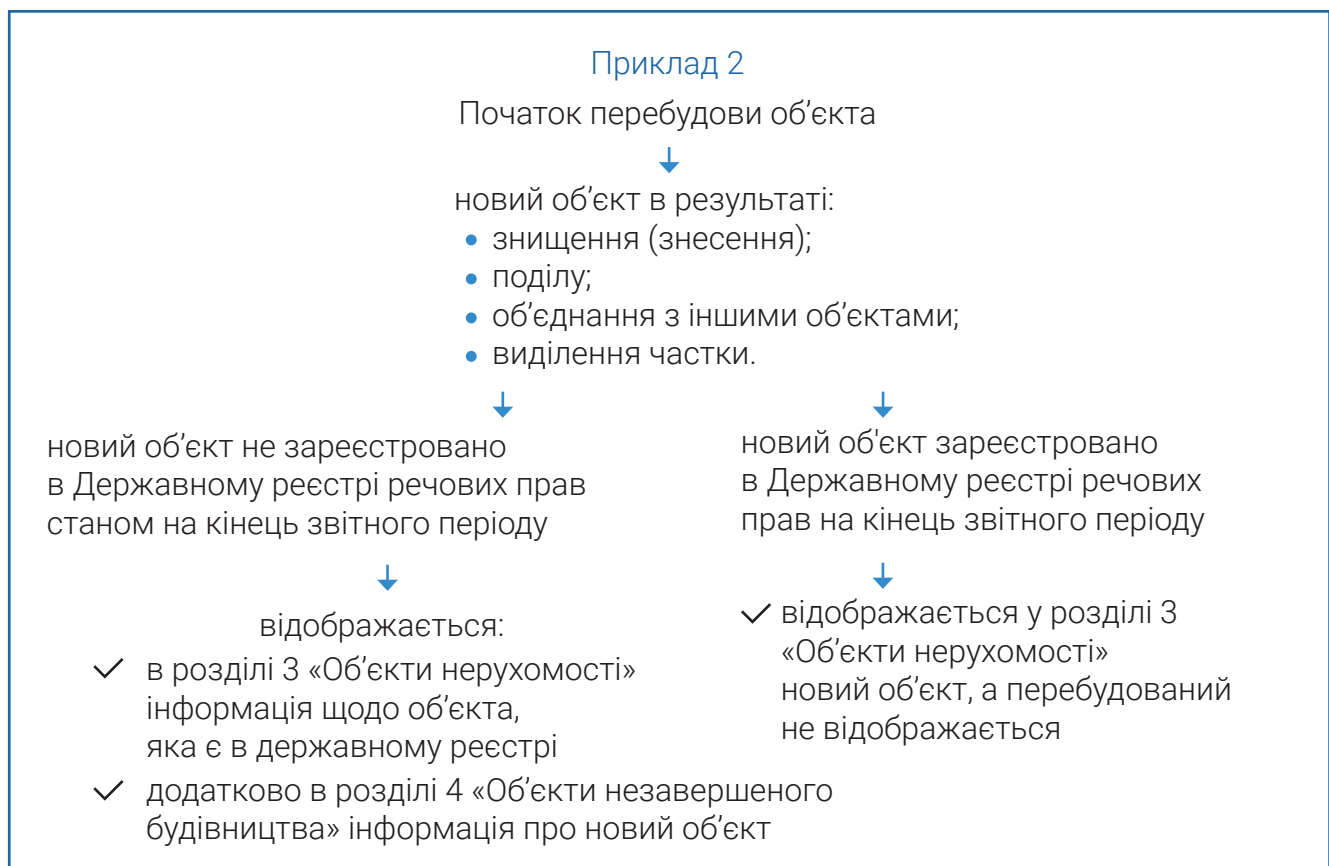 Приклад 2
Початок перебудови об’єкта
новий об’єкт в результаті:
знищення (знесення);
поділу;
об’єднання з іншими об’єктами;
виділення частки.
новий об’єкт не зареєстровано
в Державному реєстрі речових прав
станом на кінець звітного періоду
відображається:
в розділі 3 «Об’єкти нерухомості»
інформація щодо об’єкта,
яка є в державному реєстрі
додатково в розділі 4 «Об’єкти незавершеного
будівництва» інформація про новий об’єкт
новий об'єкт зареєстровано
в Державному реєстрі речових
прав на кінець звітного періоду
відображається у розділі 3
«Об’єкти нерухомості»
новий об’єкт, а перебудований
не відображається